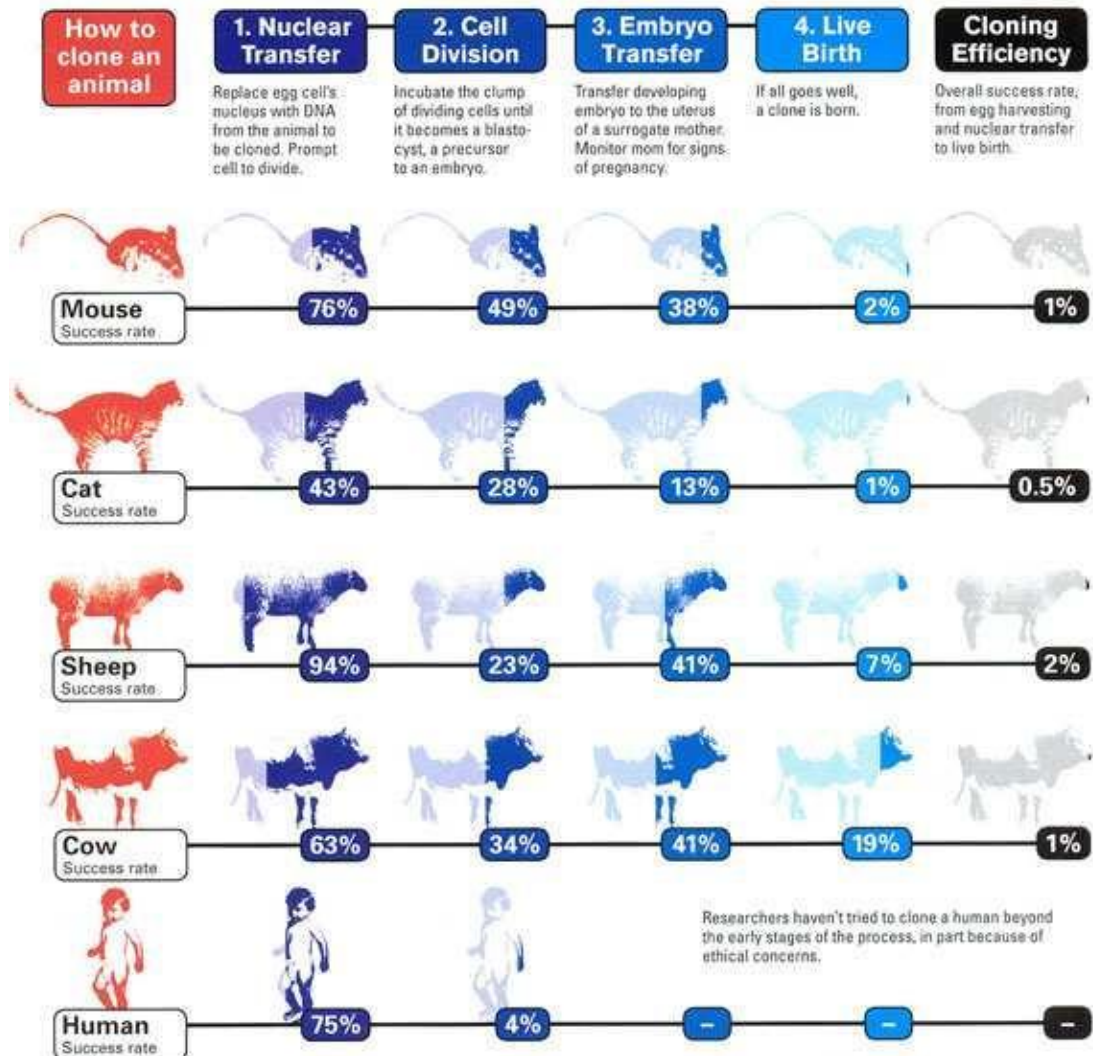 How to
clone an
animal
1. Nuclear
Transfer
Replace egg cell's
nucleus with DNA
from the animal to
be cloned. Prompt
cell to divide.
2. Cell
Division
Incubate the clump
of dividing cells until
it becomes a blasto-
cyst, a precursor
to an embryo.
3. Embryo
Transfer
Transfer developing
embryo to the uterus
of a surrogate mother.
Monitor mom for signs
of pregnancy.
4. Live
Birth
If all goes well,
a clone is born.
Cloning
Efficiency
Overall success rate,
from egg harvesting
and nuclear transfer
to live birth.
Mouse
Success rate
76% 49% 38% 2% 1%
Cat
Success rate
43% 28% 13% 1% 0.5%
Sheep
Success rate
94% 23% 41% 7% 2%
Cow
Success rate
63% 34% 41% 19% 1%
Researchers haven't tried to clone a human beyond
the early stages of the process, in part because of
ethical concerns.
Human
Success rate
75% 4% – – –